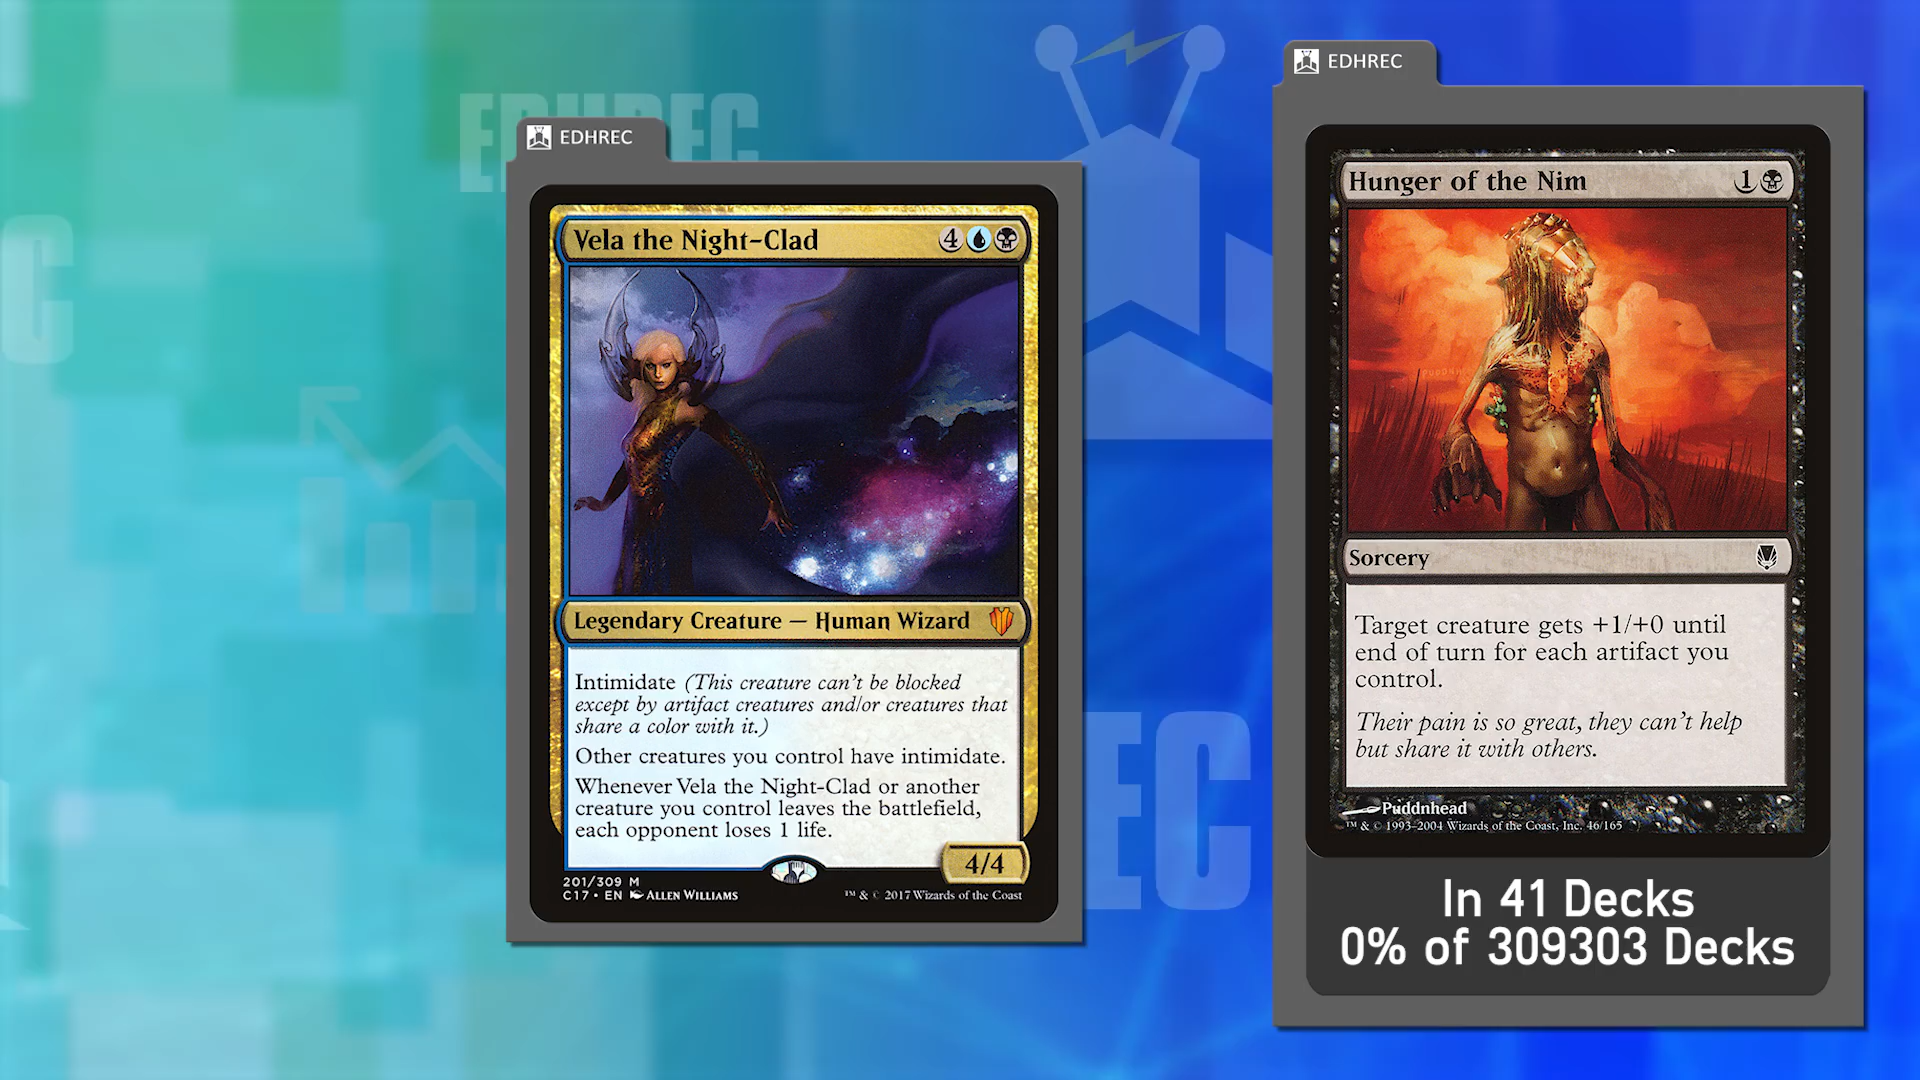 EDHREC
EDHREC
Vela the Night-Clad 4
Legendary Creature — Human Wizard
Intimidate (This creature can't be blocked
except by artifact creatures and/or creatures that
share a color with it.)
Other creatures you control have intimidate.
Whenever Vela the Night-Clad or another
creature you control leaves the battlefield,
each opponent loses 1 life.
4/4
201/309 M
C17 • EN ALLEN WILLIAMS
™ & © 2017 Wizards of the Coast
EDHREC
Hunger of the Nim 1
Sorcery
Target creature gets +1/+0 until
end of turn for each artifact you
control.
Their pain is so great, they can't help
but share it with others.
Puddnhead
™ & © 1993–2004 Wizards of the Coast, Inc. 46/165
In 41 Decks
0% of 309303 Decks
EC
C